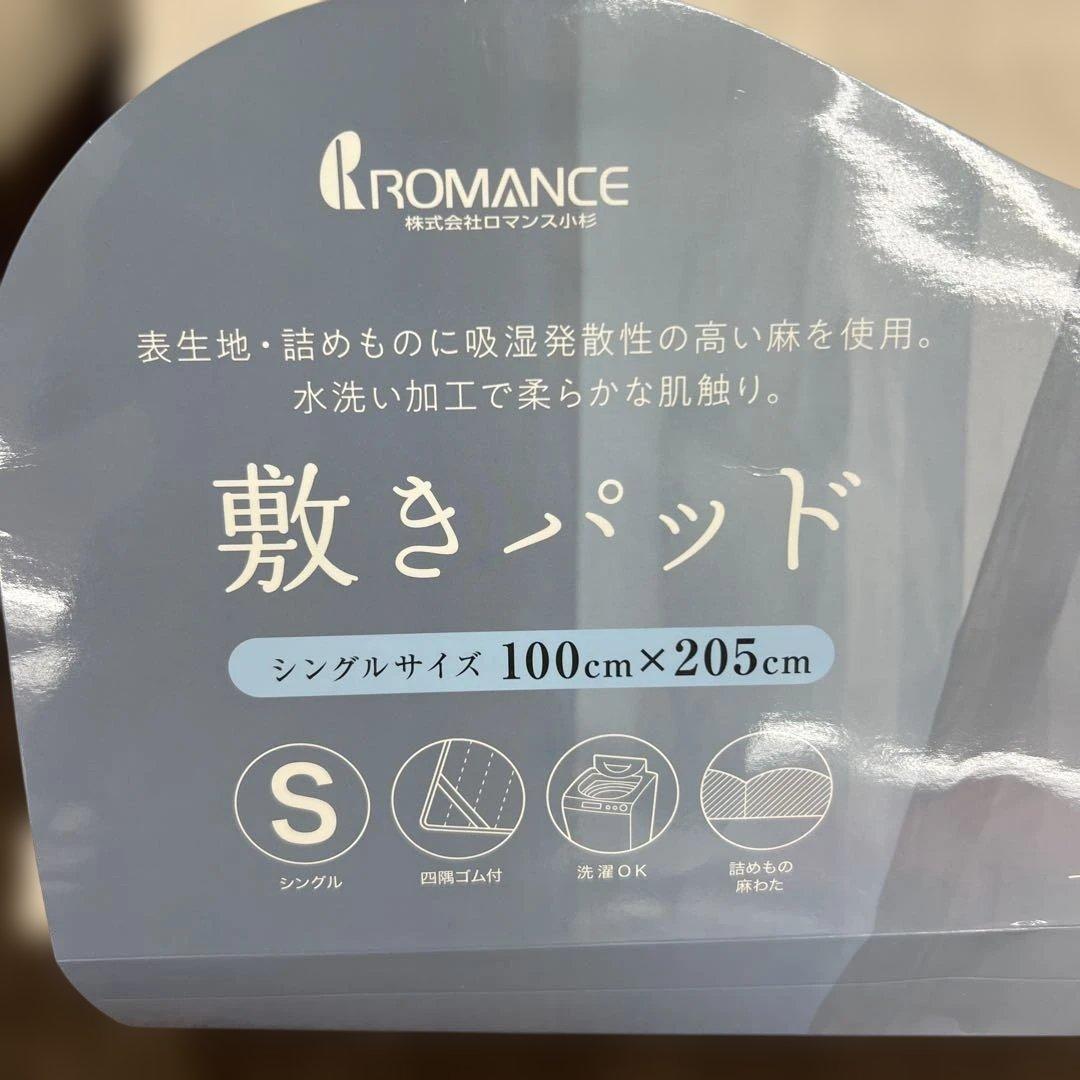 ROMANCE
株式会社ロマンス小杉
表生地・詰めものに吸湿発散性の高い麻を使用。
水洗い加工で柔らかな肌触り。
敷きパッド
シングルサイズ 100cm×205cm
S
シングル
四隅ゴム付
洗濯OK
詰めもの
麻わた